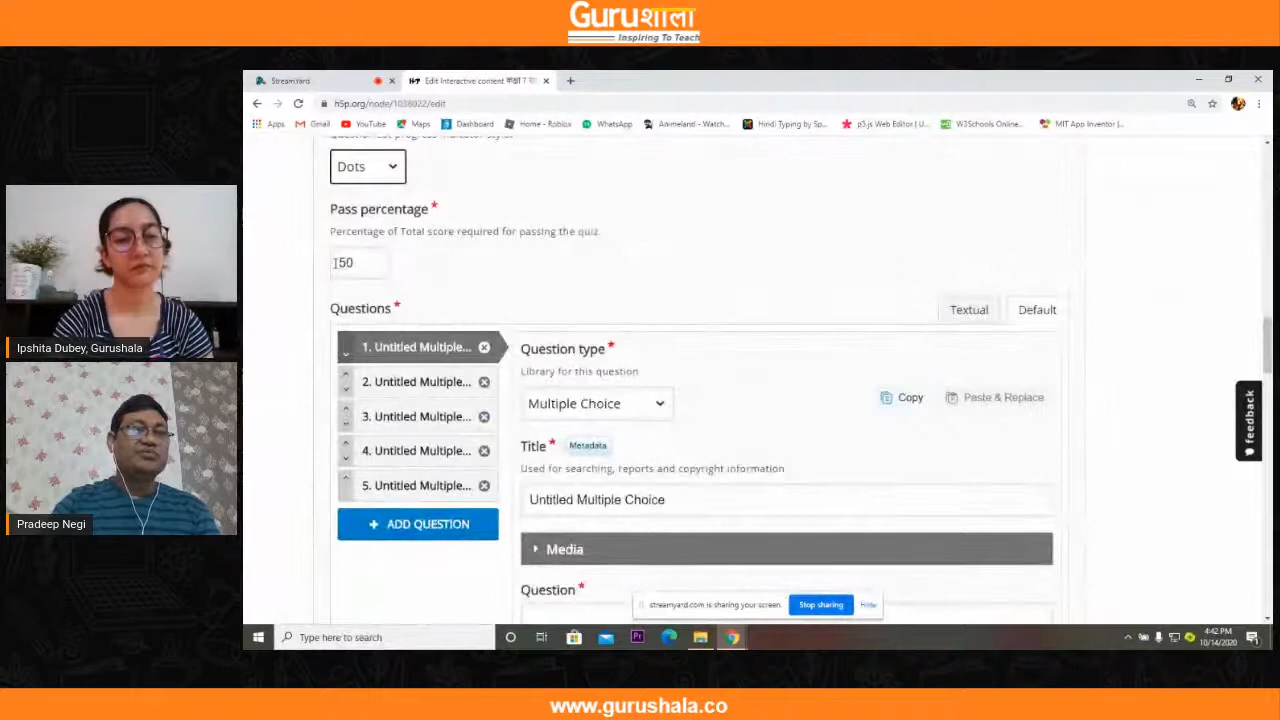 Guruशाला
Inspiring To Teach
StreamYard
H-P Edit Interactive content कक्षा 7
h5p.org/node/1038022/edit
Apps Gmail YouTube Maps Dashboard Home - Roblox WhatsApp Animeland - Watch... Hindi Typing by Sp... p5.js Web Editor | U... W3Schools Online... MIT App Inventor |...
Dots
Pass percentage *
Percentage of Total score required for passing the quiz.
50
Questions *
Textual Default
1. Untitled Multiple...
2. Untitled Multiple...
3. Untitled Multiple...
4. Untitled Multiple...
5. Untitled Multiple...
+ ADD QUESTION
Question type *
Library for this question
Multiple Choice
Copy Paste & Replace
Title * Metadata
Used for searching, reports and copyright information
Untitled Multiple Choice
Media
Question *
feedback
streamyard.com is sharing your screen. Stop sharing Hide
Type here to search
Pr
4:42 PM
10/14/2020
Ipshita Dubey, Gurushala
Pradeep Negi
www.gurushala.co